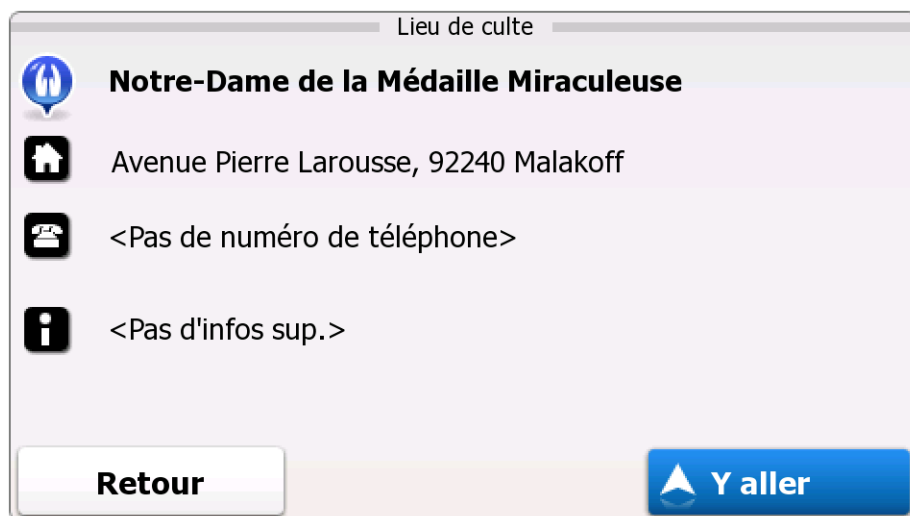 Lieu de culte
Notre-Dame de la Médaille Miraculeuse
Avenue Pierre Larousse, 92240 Malakoff
<Pas de numéro de téléphone>
<Pas d'infos sup.>
Retour
Y aller